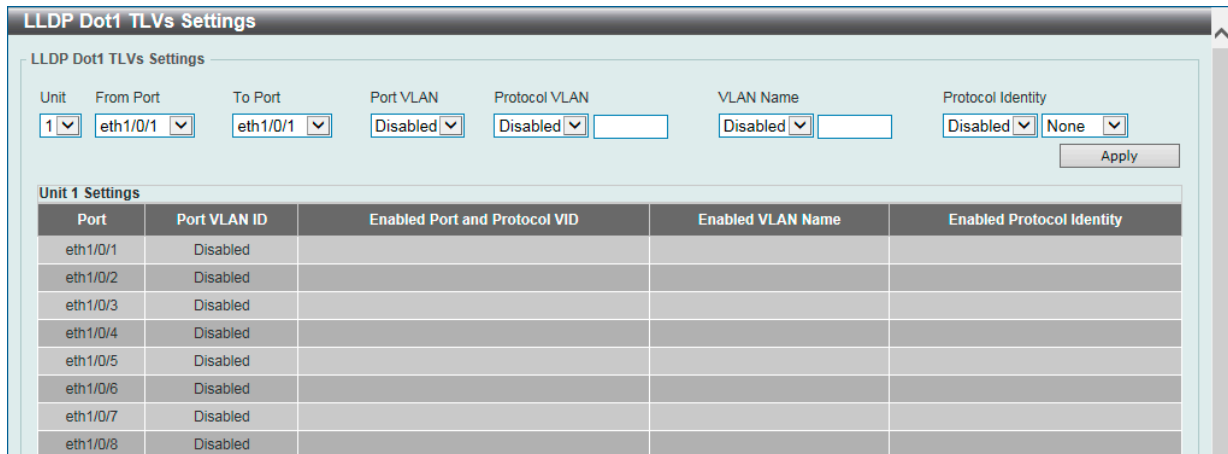 LLDP Dot1 TLVs Settings
LLDP Dot1 TLVs Settings
Unit From Port To Port Port VLAN Protocol VLAN VLAN Name Protocol Identity
1 eth1/0/1 eth1/0/1 Disabled Disabled Disabled Disabled None
Apply
Unit 1 Settings
Port Port VLAN ID Enabled Port and Protocol VID Enabled VLAN Name Enabled Protocol Identity
eth1/0/1 Disabled
eth1/0/2 Disabled
eth1/0/3 Disabled
eth1/0/4 Disabled
eth1/0/5 Disabled
eth1/0/6 Disabled
eth1/0/7 Disabled
eth1/0/8 Disabled